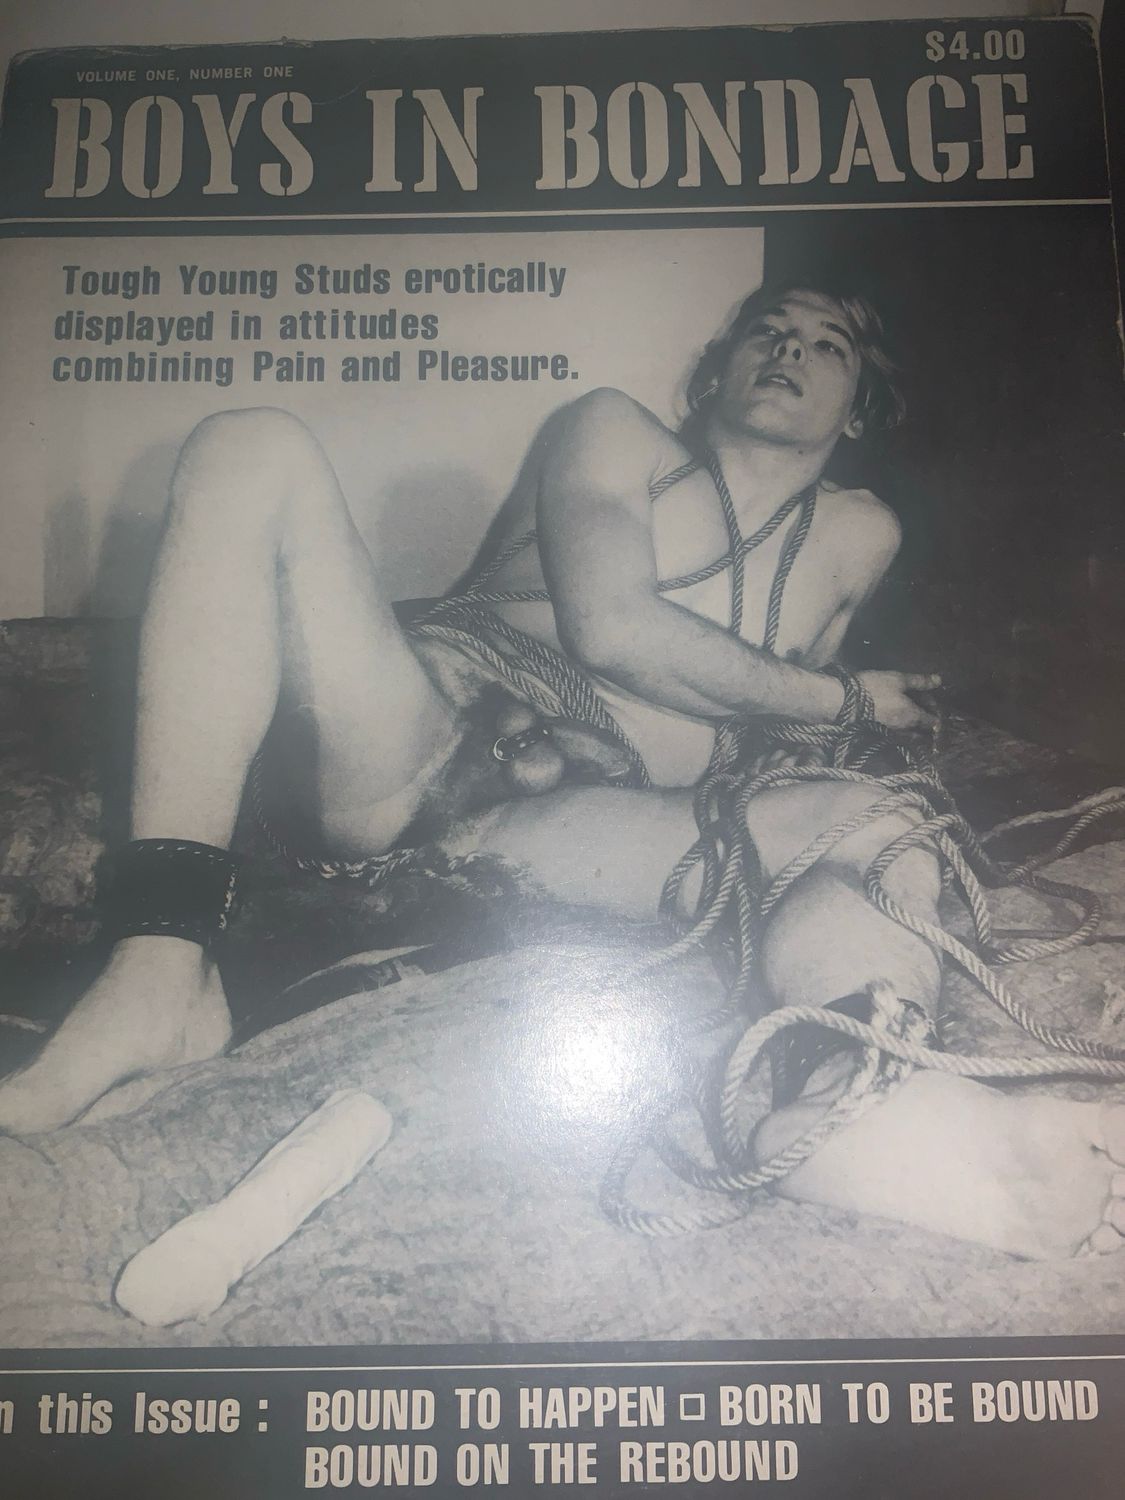 $4.00
VOLUME ONE, NUMBER ONE
BOYS IN BONDAGE
Tough Young Studs erotically
displayed in attitudes
combining Pain and Pleasure.
this Issue : BOUND TO HAPPEN □ BORN TO BE BOUND
BOUND ON THE REBOUND